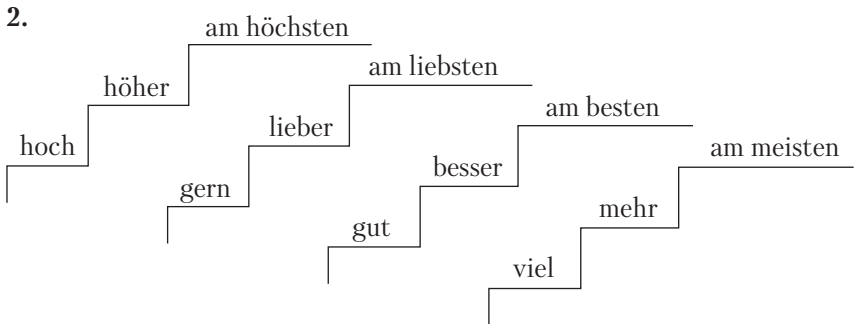 2.
am höchsten
höher
hoch
am liebsten
lieber
gern
am besten
besser
gut
am meisten
mehr
viel